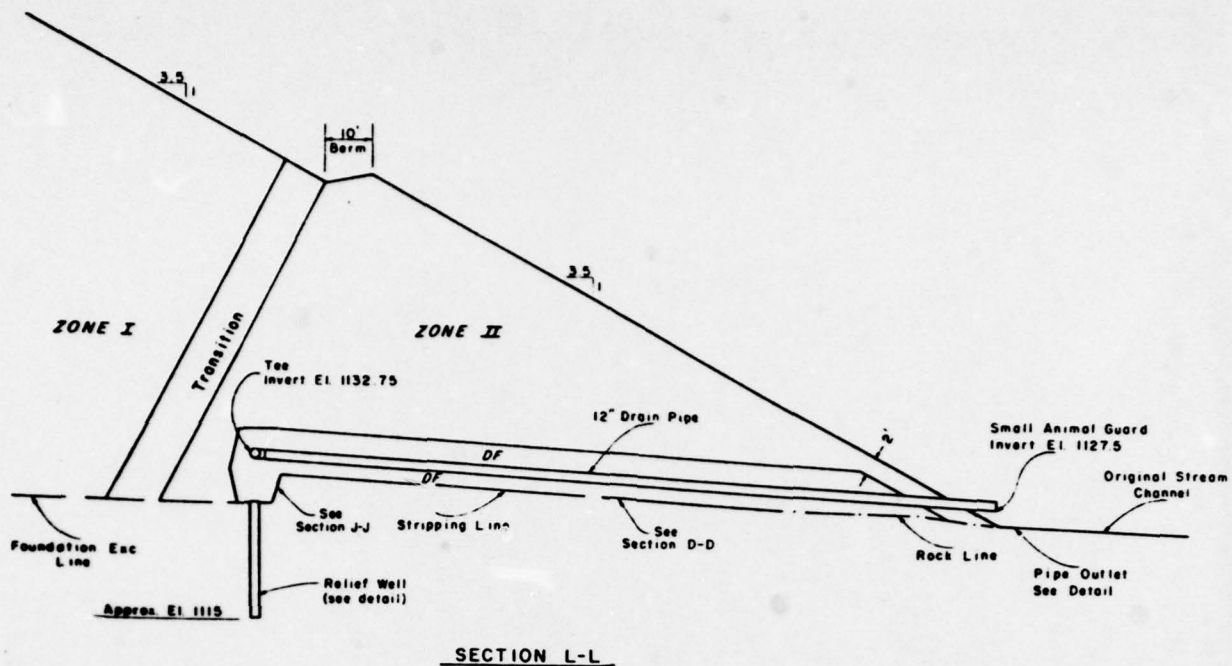 3.5
1
10'
Berm
3.5
1
ZONE I
Transition
ZONE II
Tee
Invert El. 1132.75
12" Drain Pipe
2'
Small Animal Guard
Invert El. 1127.5
DF
DF
Original Stream
Channel
See
Section J-J
Stripping Line
See
Section D-D
Foundation Exc
Line
Rock Line
Relief Well
(see detail)
Pipe Outlet
See Detail
Approx. El. 1115
SECTION L-L